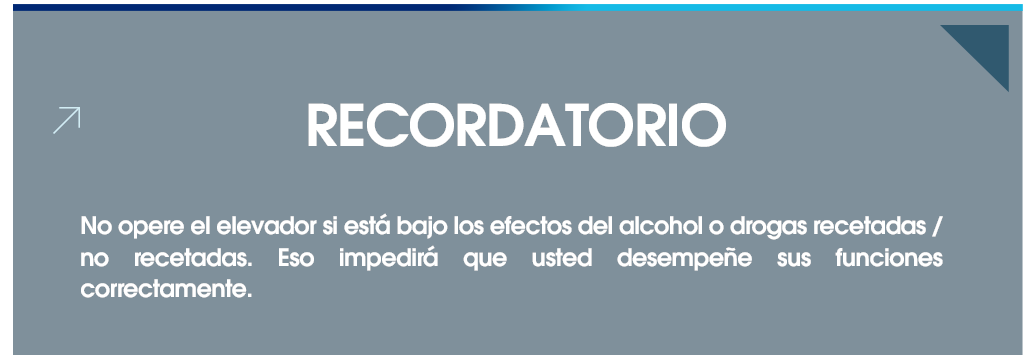 RECORDATORIO
No opere el elevador si está bajo los efectos del alcohol o drogas recetadas /
no recetadas. Eso impedirá que usted desempeñe sus funciones
correctamente.